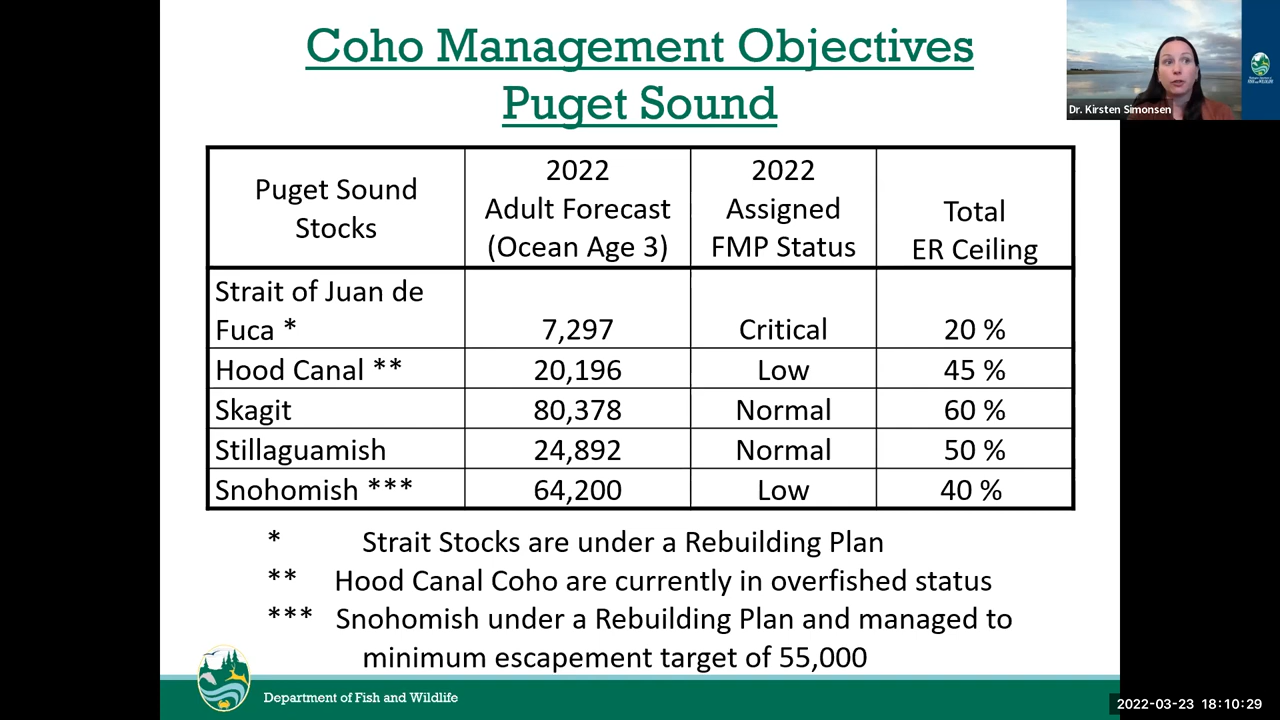 Coho Management Objectives
Puget Sound
Dr. Kirsten Simonsen
Puget Sound
Stocks
2022
Adult Forecast
(Ocean Age 3)
2022
Assigned
FMP Status
Total
ER Ceiling
Strait of Juan de
Fuca * 7,297 Critical 20 %
Hood Canal ** 20,196 Low 45 %
Skagit 80,378 Normal 60 %
Stillaguamish 24,892 Normal 50 %
Snohomish *** 64,200 Low 40 %
* Strait Stocks are under a Rebuilding Plan
** Hood Canal Coho are currently in overfished status
*** Snohomish under a Rebuilding Plan and managed to
minimum escapement target of 55,000
Department of Fish and Wildlife
2022-03-23 18:10:29